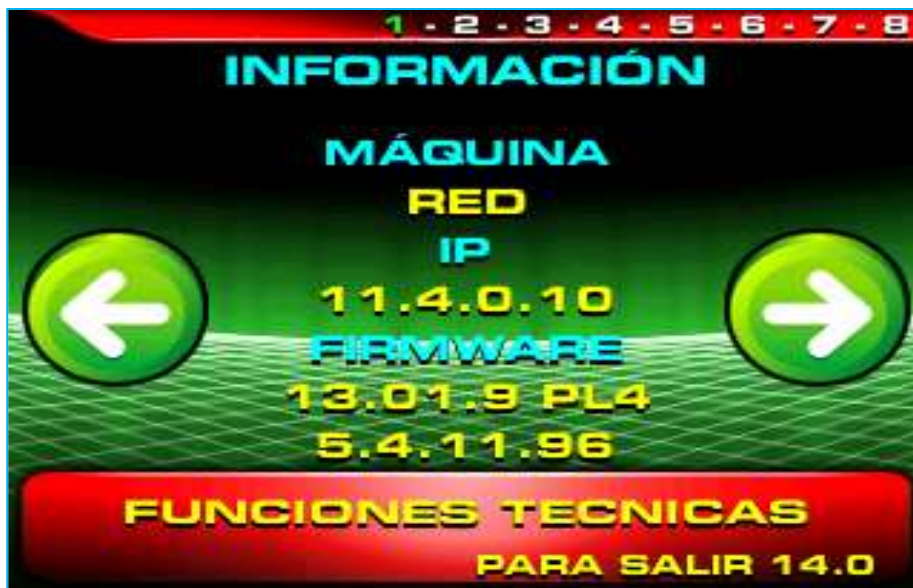 1 - 2 - 3 - 4 - 5 - 6 - 7 - 8
INFORMACIÓN
MÁQUINA
RED
IP
11.4.0.10
FIRMWARE
13.01.9 PL4
5.4.11.96
FUNCIONES TECNICAS
PARA SALIR 14.0